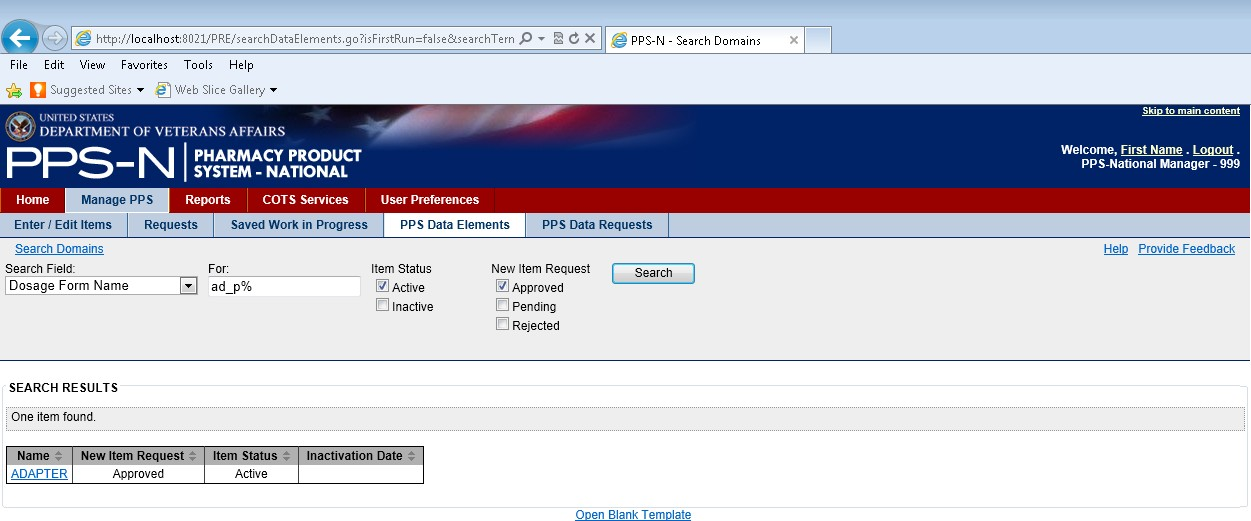 http://localhost:8021/PRE/searchDataElements.go?isFirstRun=false&searchTern
PPS-N - Search Domains
File Edit View Favorites Tools Help
Suggested Sites Web Slice Gallery
Skip to main content
UNITED STATES
DEPARTMENT OF VETERANS AFFAIRS
PPS-N PHARMACY PRODUCT
SYSTEM - NATIONAL
Welcome, First Name . Logout .
PPS-National Manager - 999
Home Manage PPS Reports COTS Services User Preferences
Enter / Edit Items Requests Saved Work in Progress PPS Data Elements PPS Data Requests
Search Domains Help Provide Feedback
Search Field: For: Item Status New Item Request Search
Dosage Form Name ad_p% Active Approved
Inactive Pending
Rejected
SEARCH RESULTS
One item found.
Name New Item Request Item Status Inactivation Date
ADAPTER Approved Active
Open Blank Template